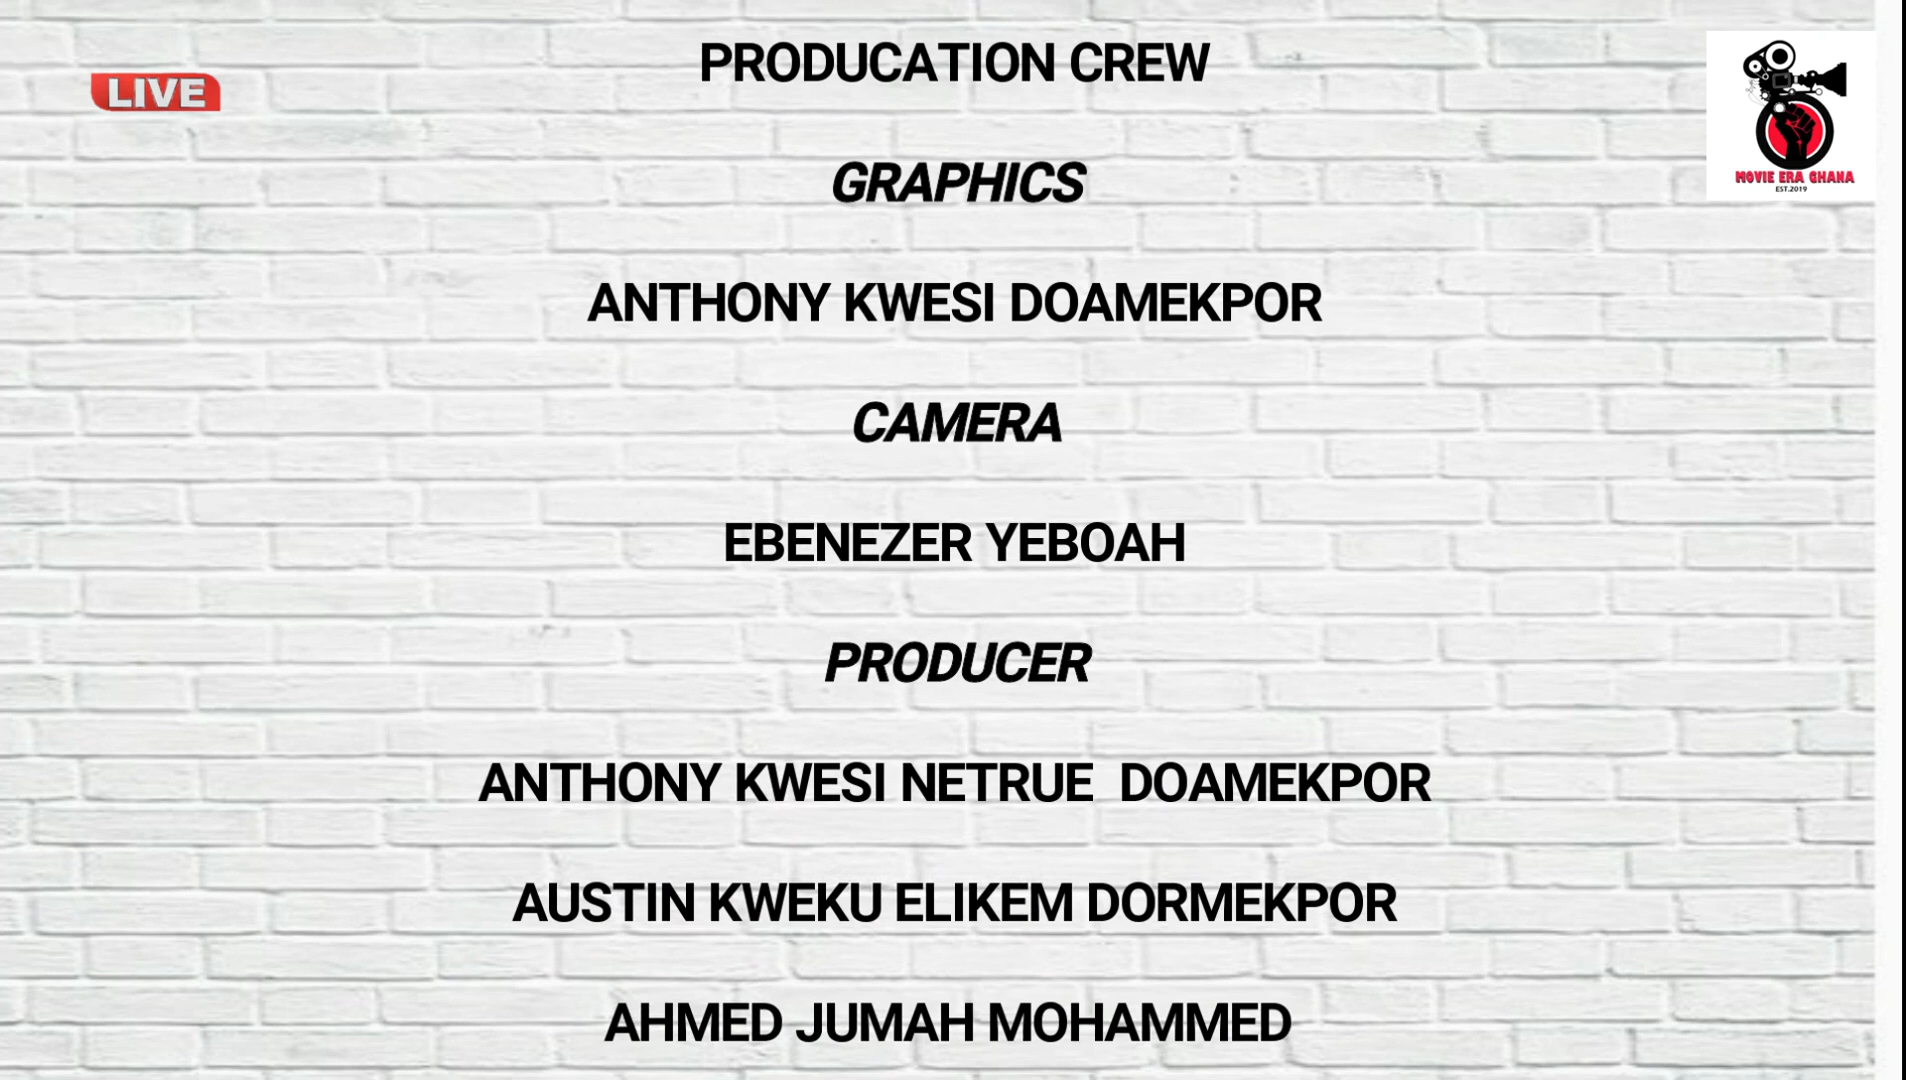 PRODUCATION CREW
LIVE
MOVIE ERA GHANA
EST.2019
GRAPHICS
ANTHONY KWESI DOAMEKPOR
CAMERA
EBENEZER YEBOAH
PRODUCER
ANTHONY KWESI NETRUE DOAMEKPOR
AUSTIN KWEKU ELIKEM DORMEKPOR
AHMED JUMAH MOHAMMED